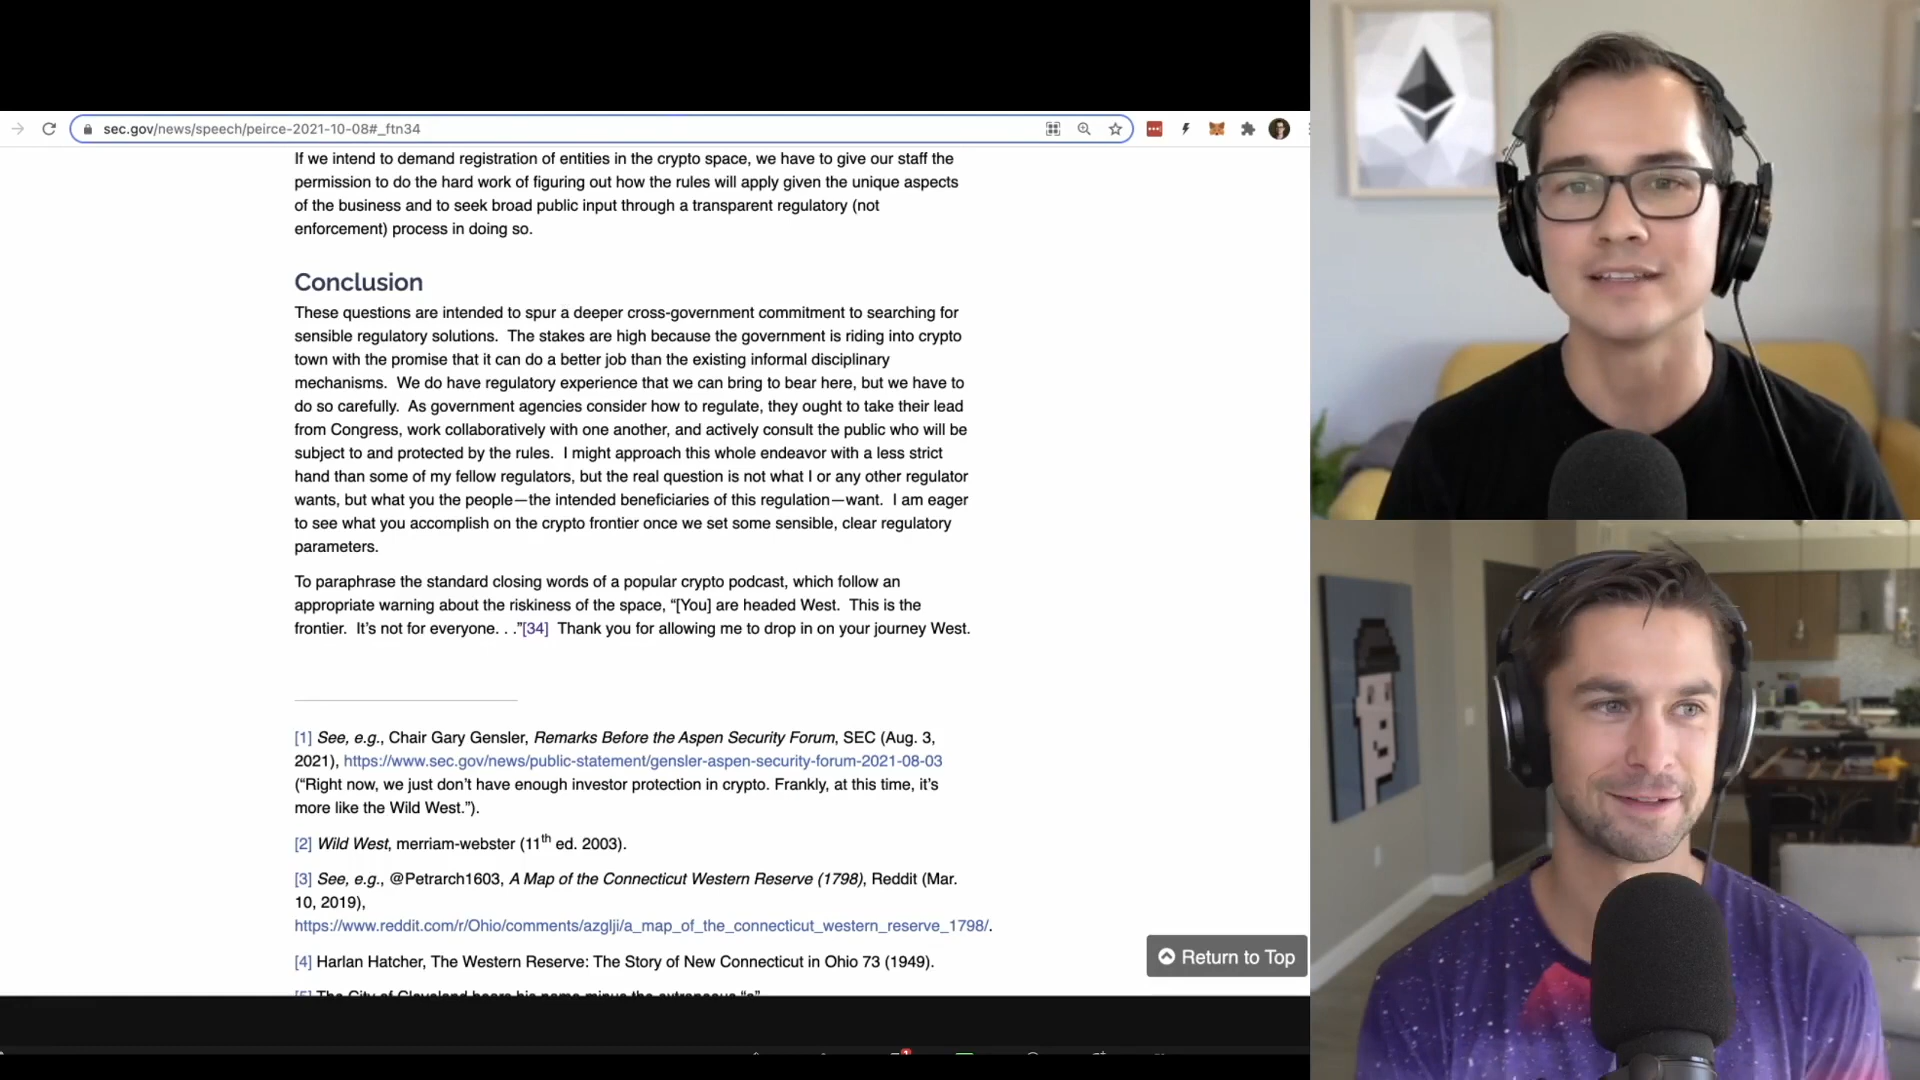 sec.gov/news/speech/peirce-2021-10-08#_ftn34
If we intend to demand registration of entities in the crypto space, we have to give our staff the
permission to do the hard work of figuring out how the rules will apply given the unique aspects
of the business and to seek broad public input through a transparent regulatory (not
enforcement) process in doing so.
Conclusion
These questions are intended to spur a deeper cross-government commitment to searching for
sensible regulatory solutions.  The stakes are high because the government is riding into crypto
town with the promise that it can do a better job than the existing informal disciplinary
mechanisms.  We do have regulatory experience that we can bring to bear here, but we have to
do so carefully.  As government agencies consider how to regulate, they ought to take their lead
from Congress, work collaboratively with one another, and actively consult the public who will be
subject to and protected by the rules.  I might approach this whole endeavor with a less strict
hand than some of my fellow regulators, but the real question is not what I or any other regulator
wants, but what you the people—the intended beneficiaries of this regulation—want.  I am eager
to see what you accomplish on the crypto frontier once we set some sensible, clear regulatory
parameters.
To paraphrase the standard closing words of a popular crypto podcast, which follow an
appropriate warning about the riskiness of the space, “[You] are headed West.  This is the
frontier.  It’s not for everyone. . .”[34]  Thank you for allowing me to drop in on your journey West.
[1] See, e.g., Chair Gary Gensler, Remarks Before the Aspen Security Forum, SEC (Aug. 3,
2021), https://www.sec.gov/news/public-statement/gensler-aspen-security-forum-2021-08-03
(“Right now, we just don’t have enough investor protection in crypto. Frankly, at this time, it’s
more like the Wild West.”).
[2] Wild West, merriam-webster (11th ed. 2003).
[3] See, e.g., @Petrarch1603, A Map of the Connecticut Western Reserve (1798), Reddit (Mar.
10, 2019),
https://www.reddit.com/r/Ohio/comments/azglji/a_map_of_the_connecticut_western_reserve_1798/.
Return to Top
[4] Harlan Hatcher, The Western Reserve: The Story of New Connecticut in Ohio 73 (1949).
[5] The City of Cleveland bears his name minus the extraneous “a”